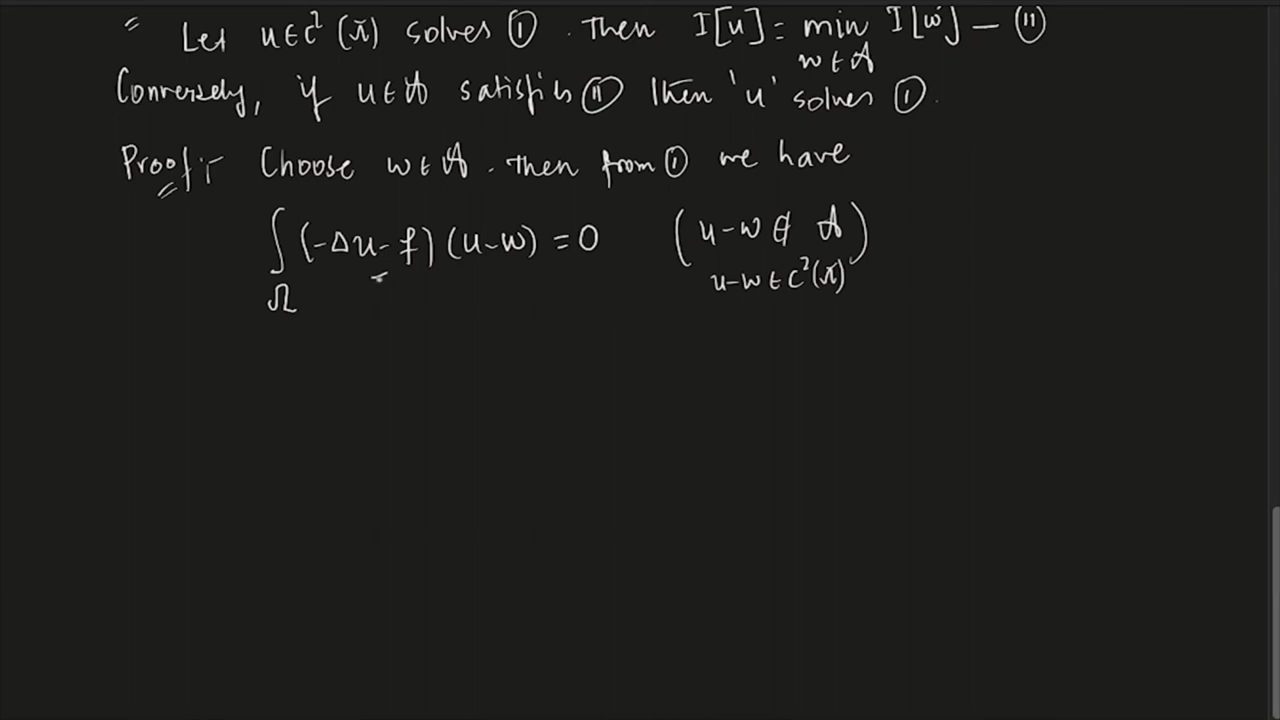 Let u ∈ C²(Ω̄) solves ①. Then I[u] = min I[w] — ⑪
w ∈ 𝒜
Conversely, if u ∈ 𝒜 satisfies ⑪ then 'u' solves ①.
Proof:- Choose w ∈ 𝒜. Then from ① we have
∫ (-Δu - f) (u-w) = 0 (u-w ∉ 𝒜)
Ω u-w ∈ C²(Ω̄)